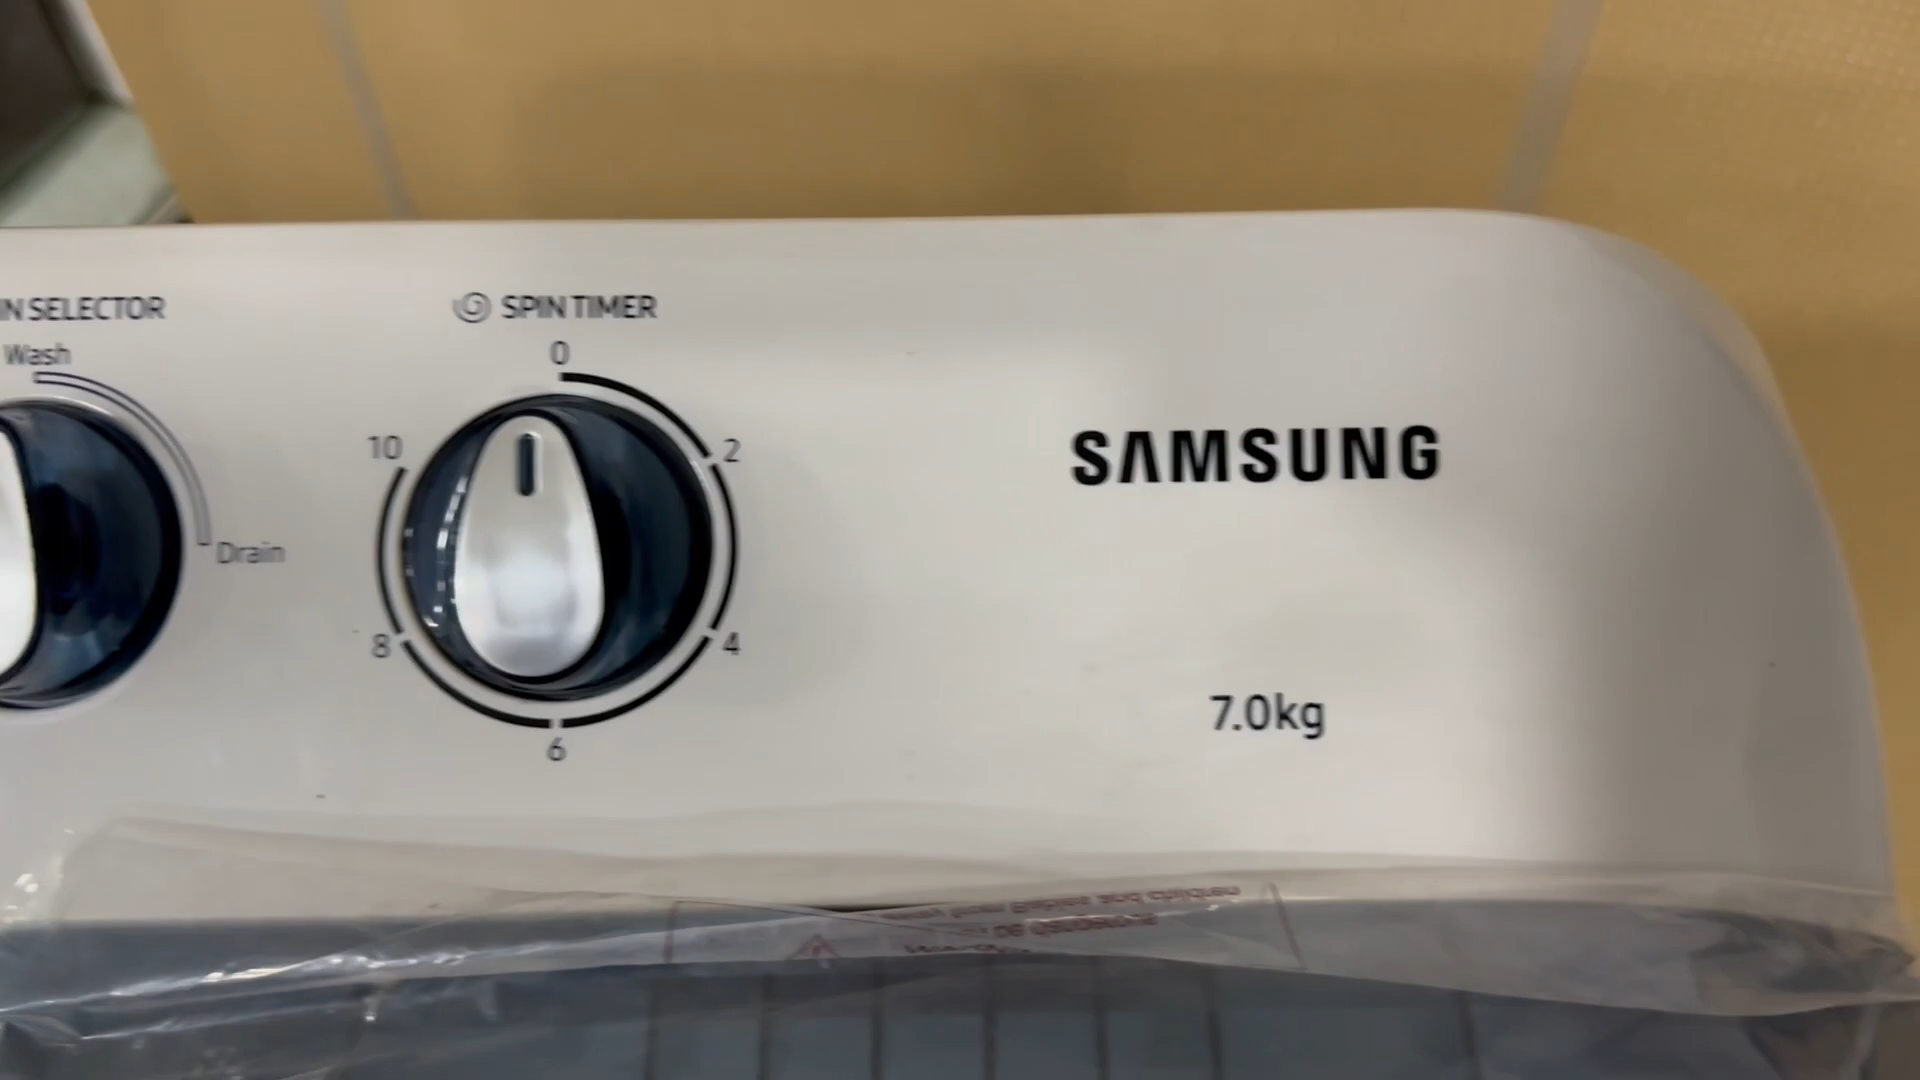 N SELECTOR
Wash
Drain
SPIN TIMER
0
2
4
6
8
10
SAMSUNG
7.0kg